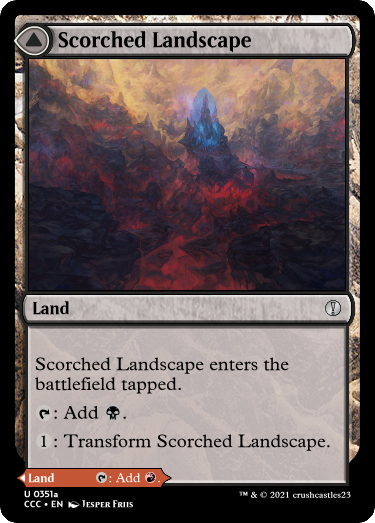 Scorched Landscape
Land
Scorched Landscape enters the
battlefield tapped.
: Add .
1 : Transform Scorched Landscape.
Land : Add .
U 0351a
CCC • EN Jesper Friis
™ & © 2021 crushcastles23